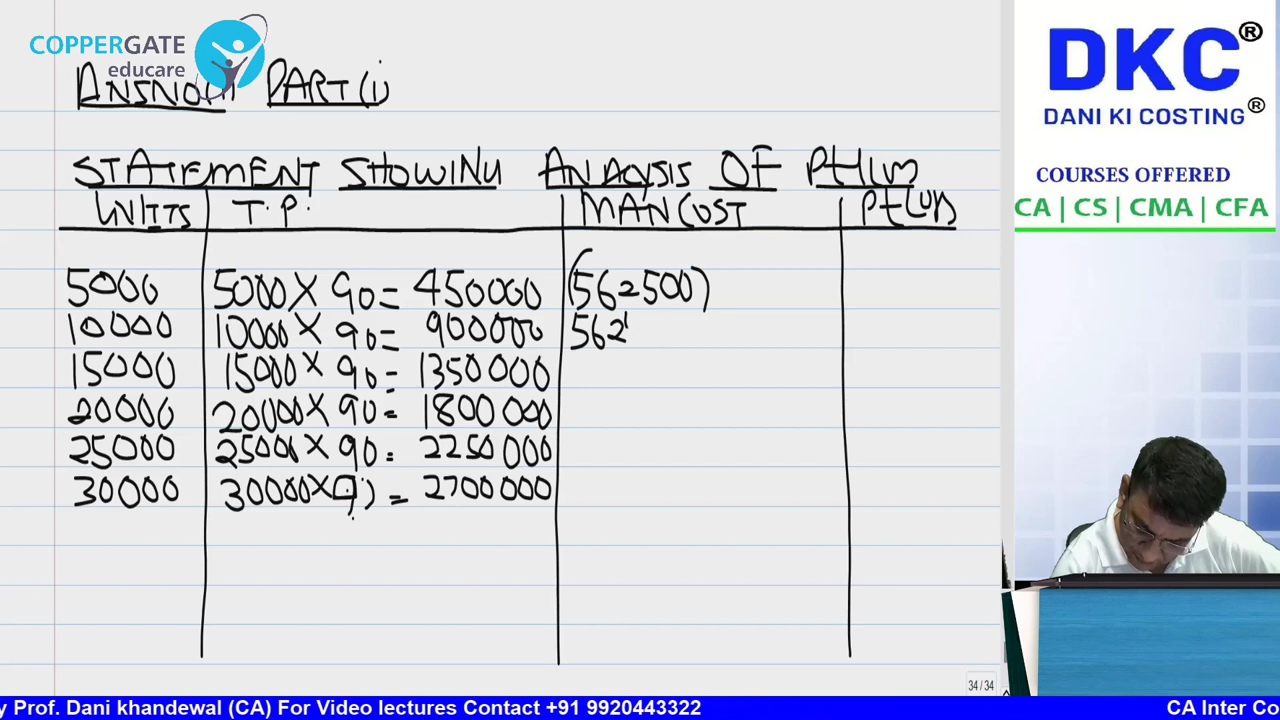 COPPERGATE
educare
PART (i)
STATEMENT SHOWING ANALYSIS OF
UNITS T.P. MAN COST
5000 5000 X 90 = 450000 (562500)
10000 10000 X 90 = 900000 562
15000 15000 X 90 = 1350000
20000 20000 X 90 = 1800000
25000 25000 X 90 = 2250000
30000 30000 X 90 = 2700000
34 / 34
DKC®
DANI KI COSTING®
COURSES OFFERED
CA | CS | CMA | CFA
y Prof. Dani khandewal (CA) For Video lectures Contact +91 9920443322 CA Inter Co